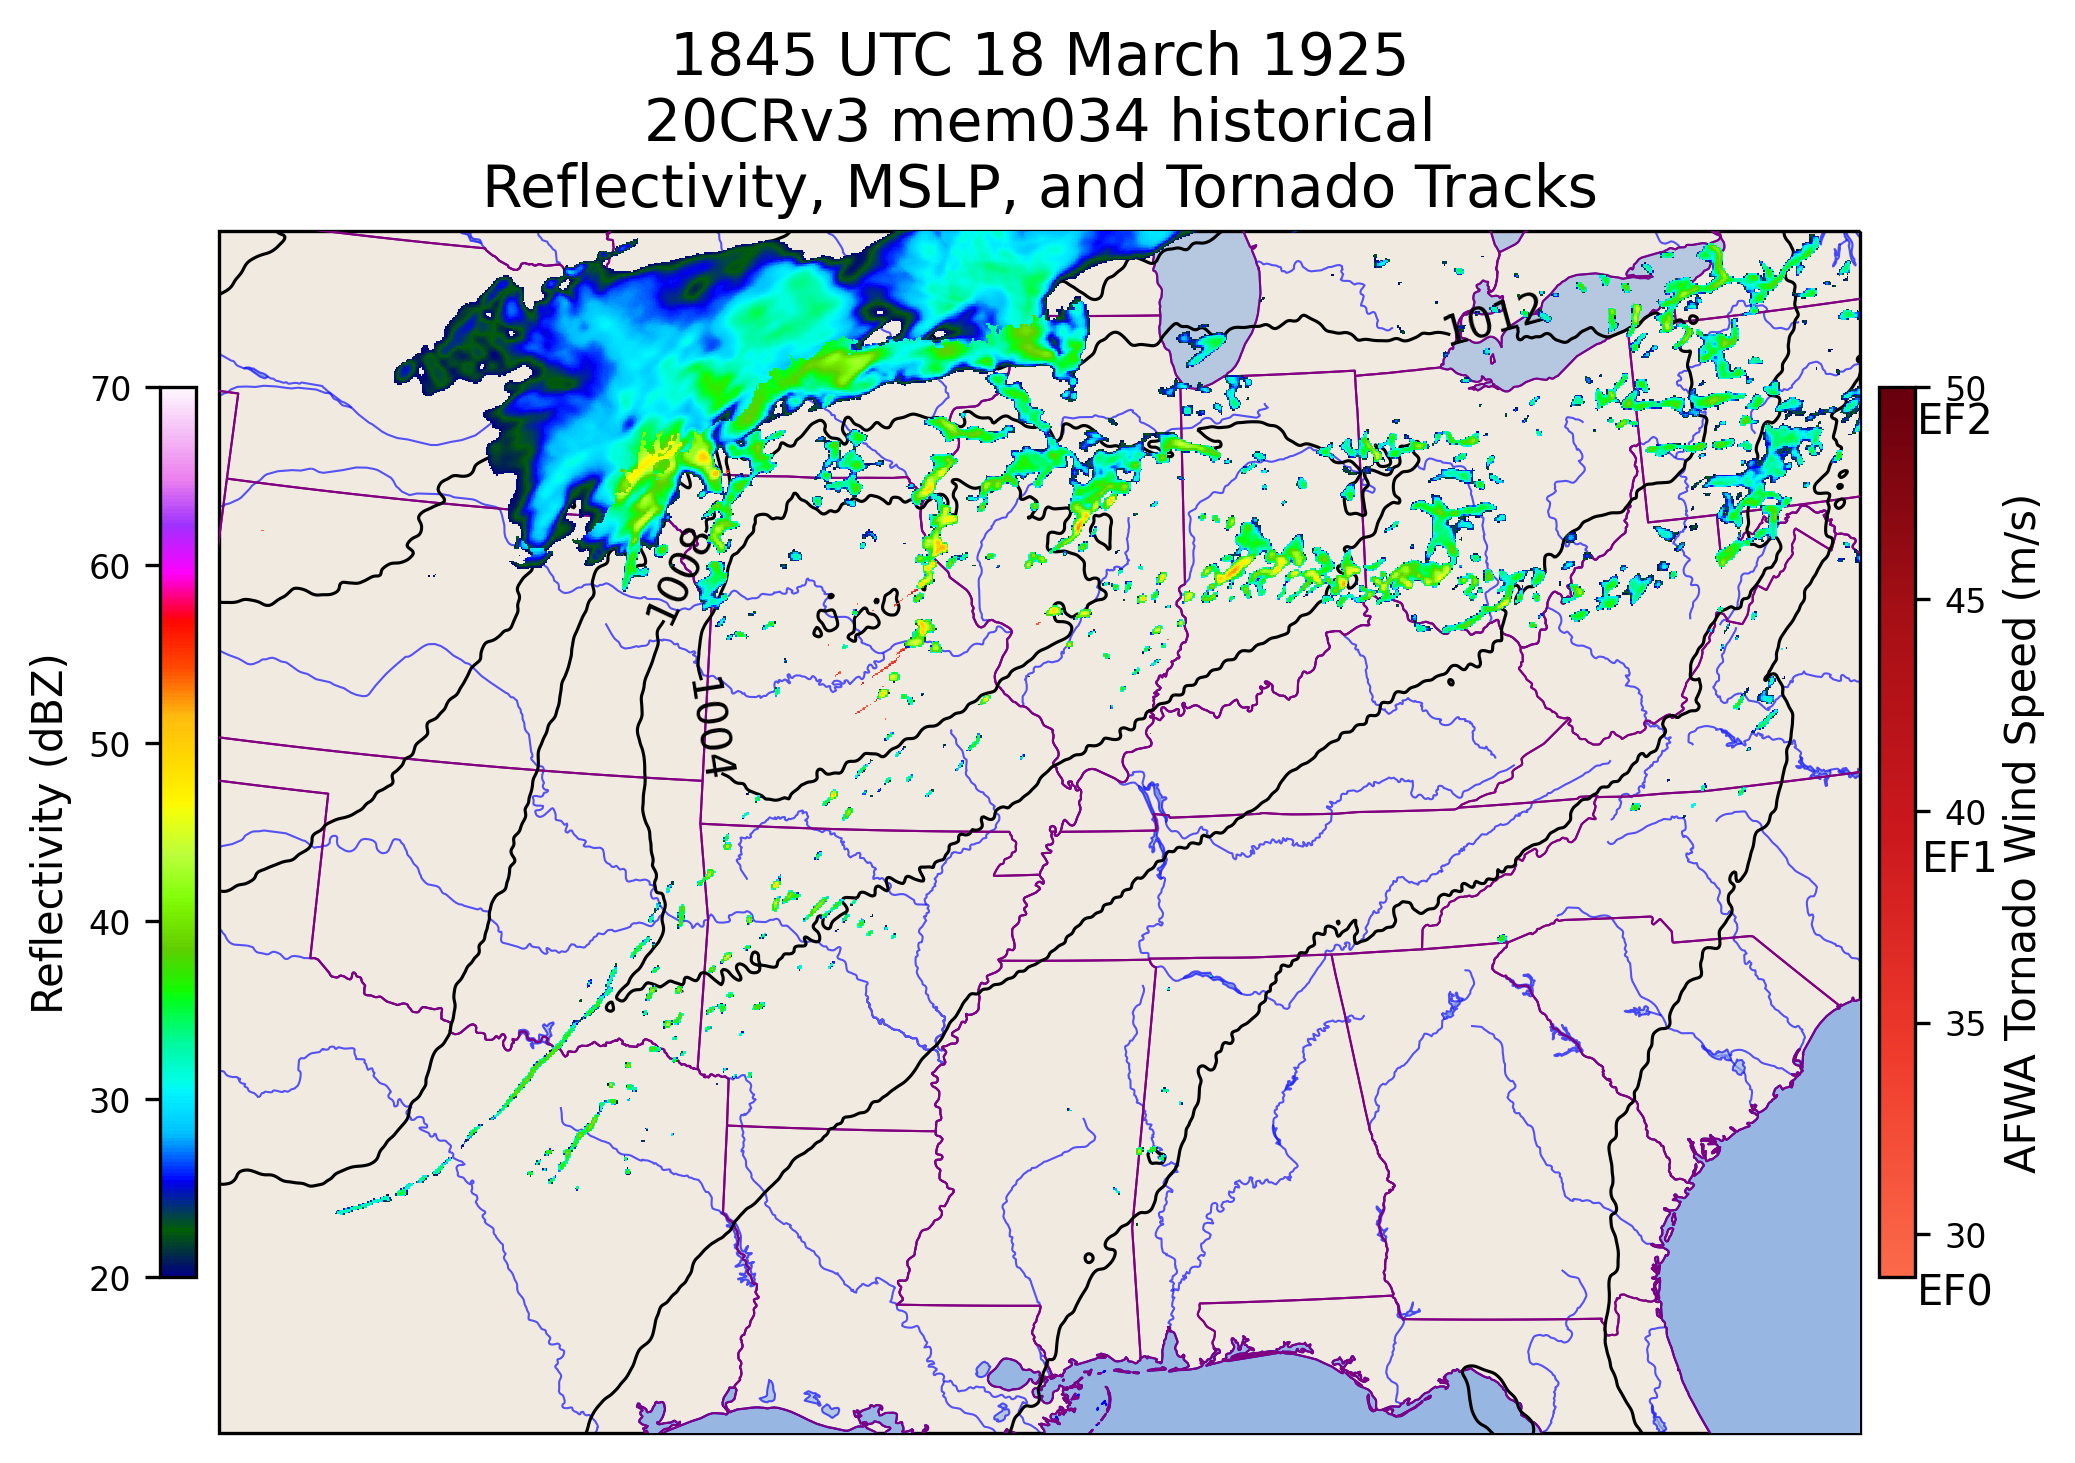 1845 UTC 18 March 1925
20CRv3 mem034 historical
Reflectivity, MSLP, and Tornado Tracks
1012
1008
1004
Reflectivity (dBZ)
70
60
50
40
30
20
50
EF2
45
40
EF1
35
30
EF0
AFWA Tornado Wind Speed (m/s)